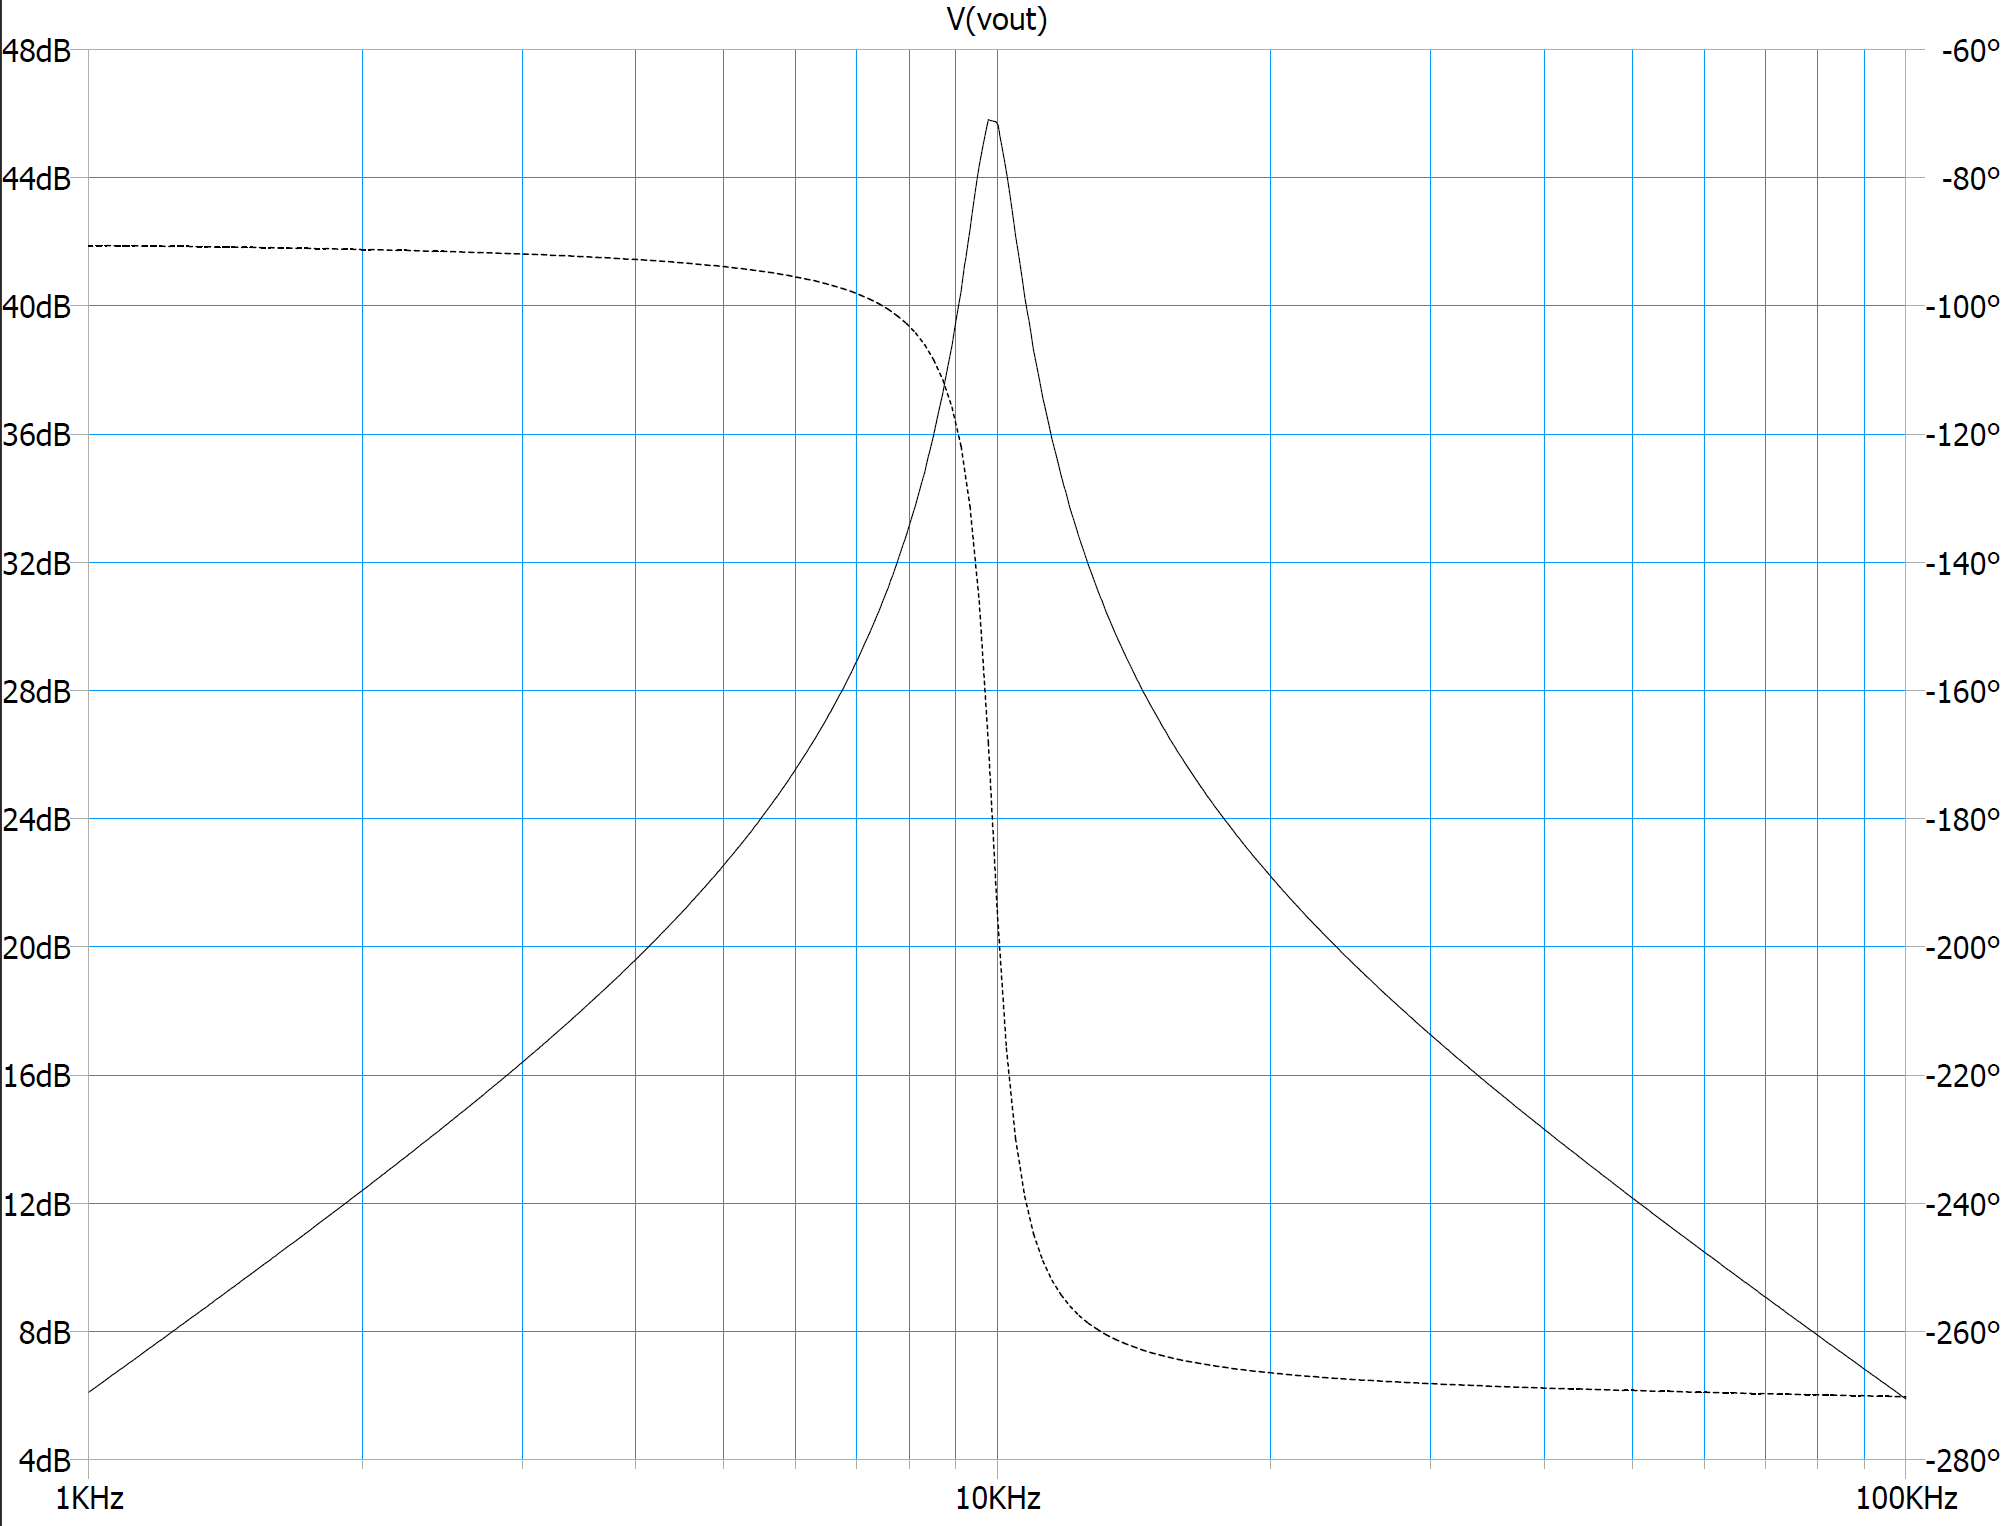 V(vout)
48dB -60°
44dB -80°
40dB -100°
36dB -120°
32dB -140°
28dB -160°
24dB -180°
20dB -200°
16dB -220°
12dB -240°
8dB -260°
4dB -280°
1KHz 10KHz 100KHz